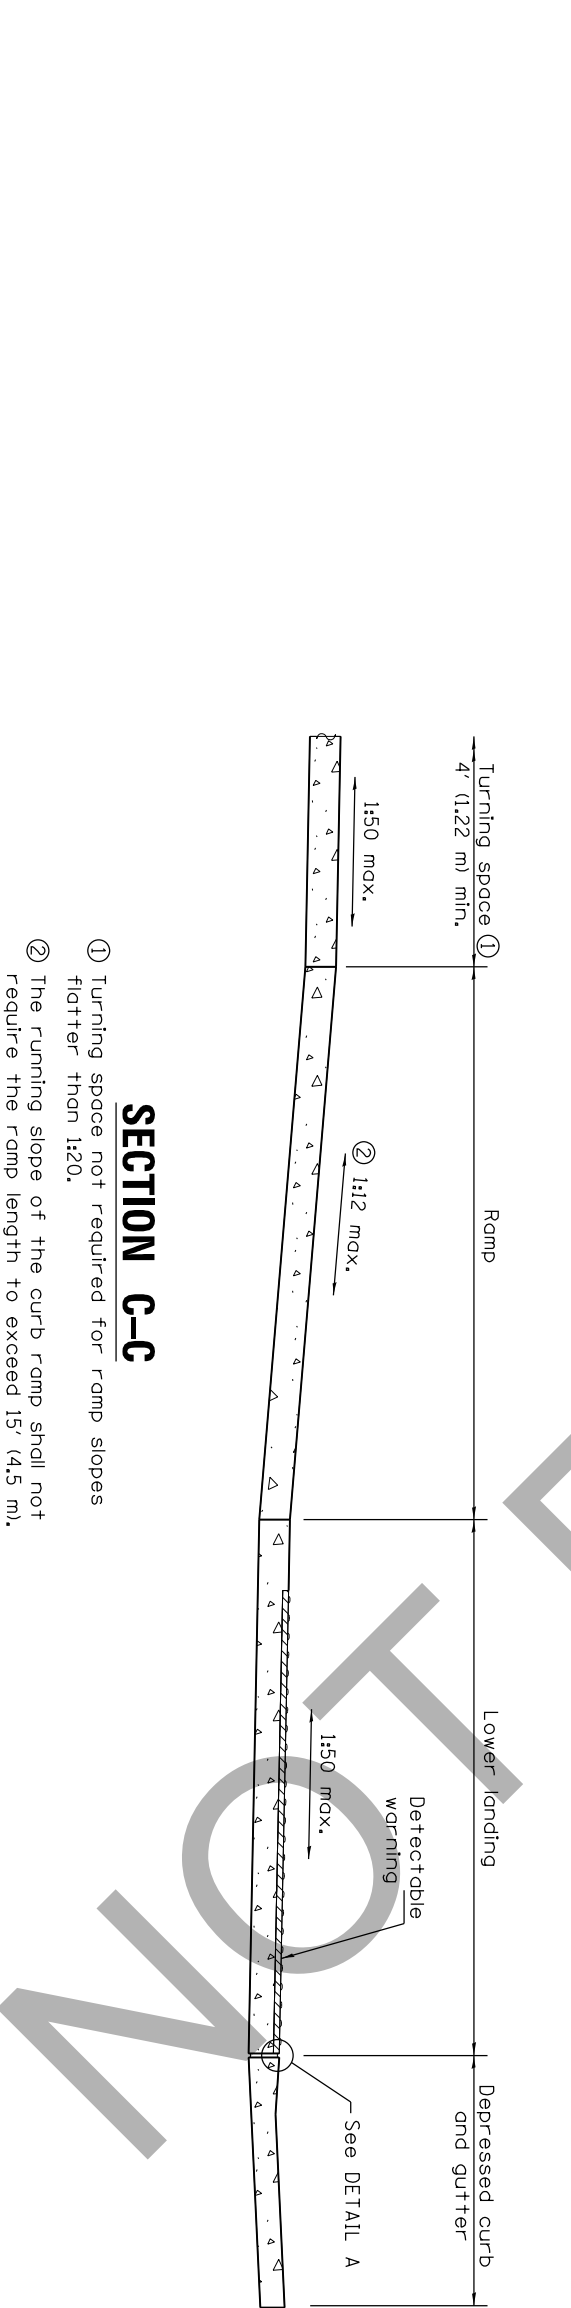 Turning space ①
4' (1.22 m) min.
Ramp
Lower landing
Depressed curb
and gutter
1:50 max.
② 1:12 max.
1:50 max.
Detectable
warning
See DETAIL A
SECTION C–C
① Turning space not required for ramp slopes
flatter than 1:20.
② The running slope of the curb ramp shall not
require the ramp length to exceed 15' (4.5 m).
NOT